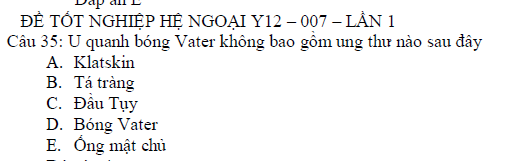 ĐỀ TỐT NGHIỆP HỆ NGOẠI Y12 – 007 – LẦN 1
Câu 35: U quanh bóng Vater không bao gồm ung thư nào sau đây
A. Klatskin
B. Tá tràng
C. Đầu Tụy
D. Bóng Vater
E. Ống mật chủ